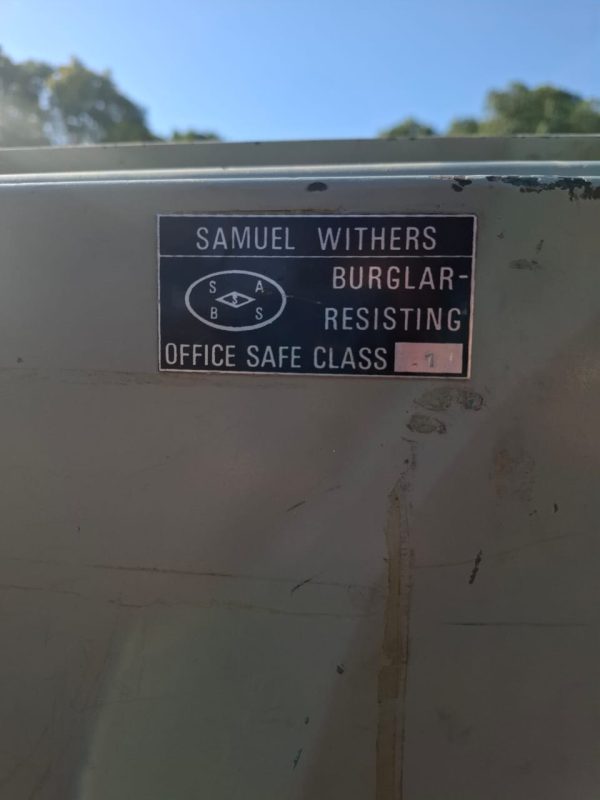 SAMUEL WITHERS
S A
S
B S
BURGLAR-
RESISTING
OFFICE SAFE CLASS 1